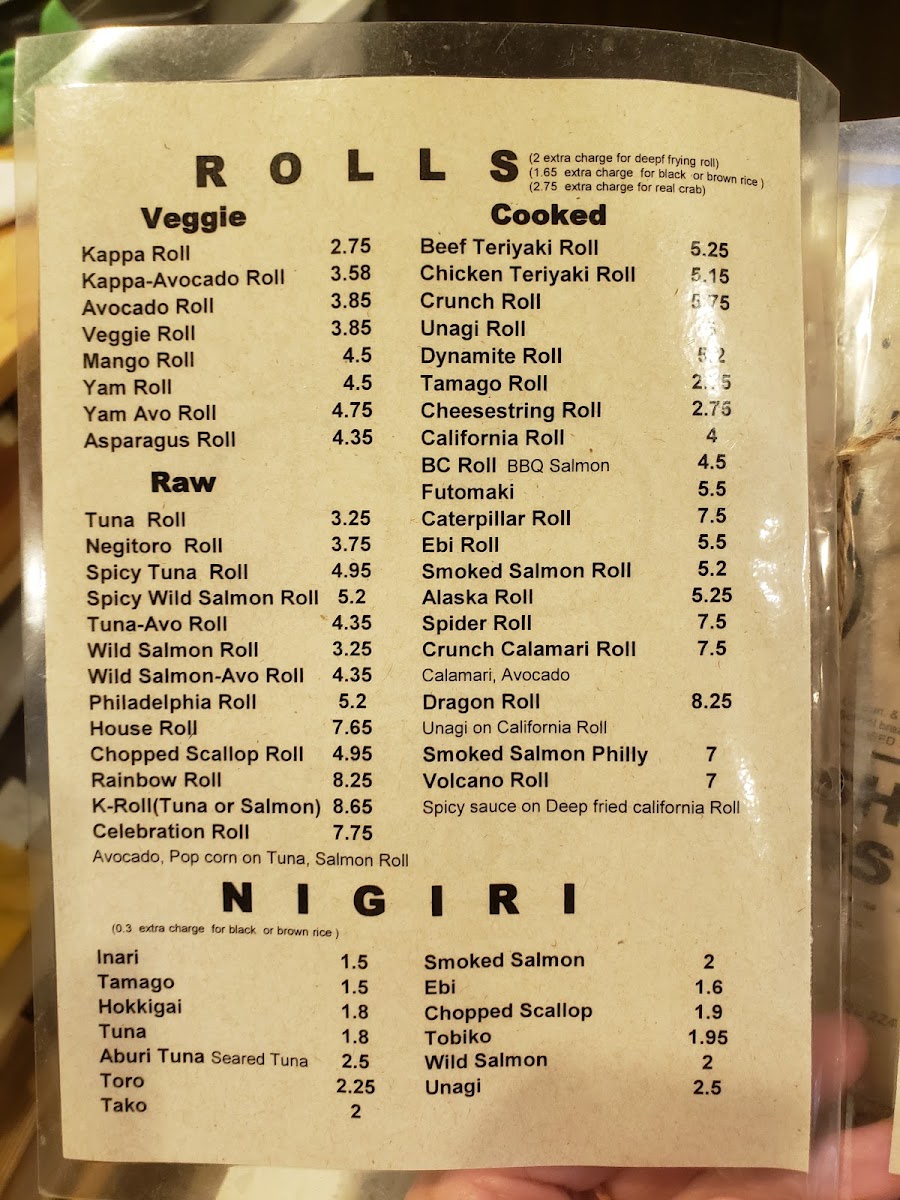 ROLLS
(2 extra charge for deepf frying roll)
(1.65 extra charge for black or brown rice )
(2.75 extra charge for real crab)
Veggie
Kappa Roll 2.75
Kappa-Avocado Roll 3.58
Avocado Roll 3.85
Veggie Roll 3.85
Mango Roll 4.5
Yam Roll 4.5
Yam Avo Roll 4.75
Asparagus Roll 4.35
Raw
Tuna Roll 3.25
Negitoro Roll 3.75
Spicy Tuna Roll 4.95
Spicy Wild Salmon Roll 5.2
Tuna-Avo Roll 4.35
Wild Salmon Roll 3.25
Wild Salmon-Avo Roll 4.35
Philadelphia Roll 5.2
House Roll 7.65
Chopped Scallop Roll 4.95
Rainbow Roll 8.25
K-Roll(Tuna or Salmon) 8.65
Celebration Roll 7.75
Avocado, Pop corn on Tuna, Salmon Roll
Cooked
Beef Teriyaki Roll 5.25
Chicken Teriyaki Roll 5.15
Crunch Roll 5.75
Unagi Roll
Dynamite Roll 5.2
Tamago Roll
Cheesestring Roll 2.75
California Roll 4
BC Roll BBQ Salmon 4.5
Futomaki 5.5
Caterpillar Roll 7.5
Ebi Roll 5.5
Smoked Salmon Roll 5.2
Alaska Roll 5.25
Spider Roll 7.5
Crunch Calamari Roll 7.5
Calamari, Avocado
Dragon Roll 8.25
Unagi on California Roll
Smoked Salmon Philly 7
Volcano Roll 7
Spicy sauce on Deep fried california Roll
NIGIRI
(0.3 extra charge for black or brown rice )
Inari 1.5
Tamago 1.5
Hokkigai 1.8
Tuna 1.8
Aburi Tuna Seared Tuna 2.5
Toro 2.25
Tako 2
Smoked Salmon 2
Ebi 1.6
Chopped Scallop 1.9
Tobiko 1.95
Wild Salmon 2
Unagi 2.5